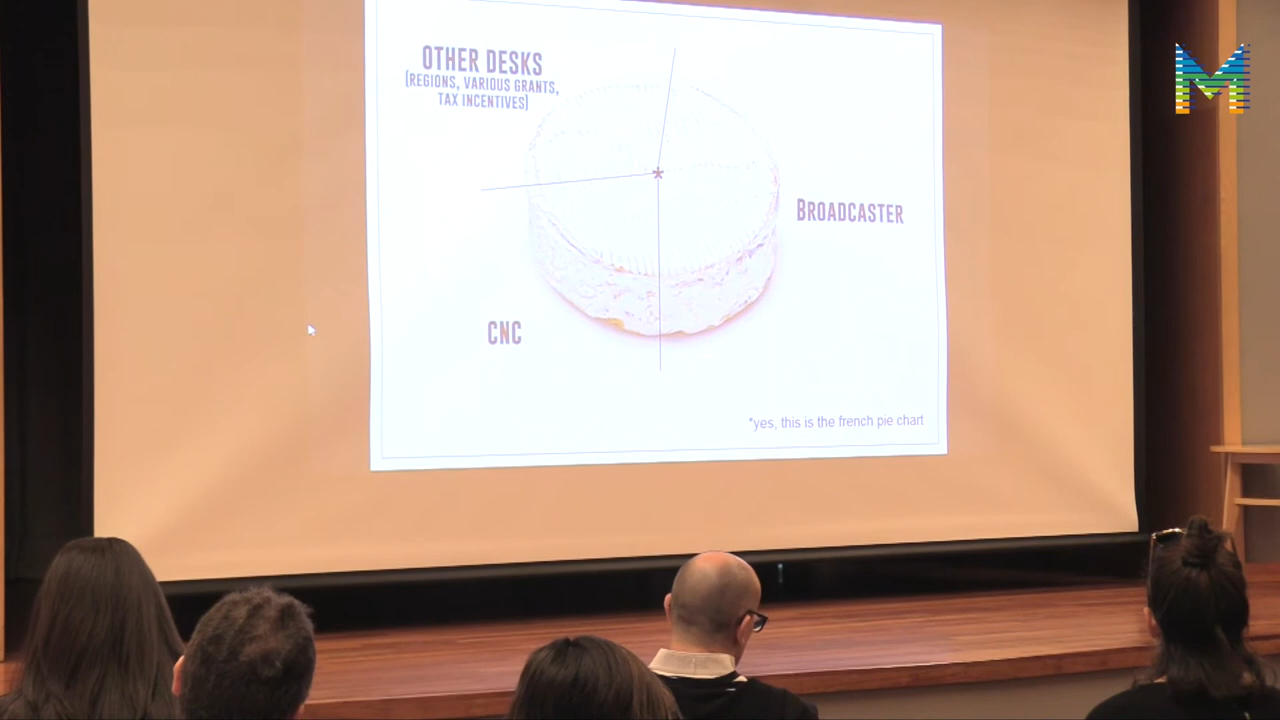 OTHER DESKS
(REGIONS, VARIOUS GRANTS,
TAX INCENTIVES)
*
BROADCASTER
CNC
*yes, this is the french pie chart
M